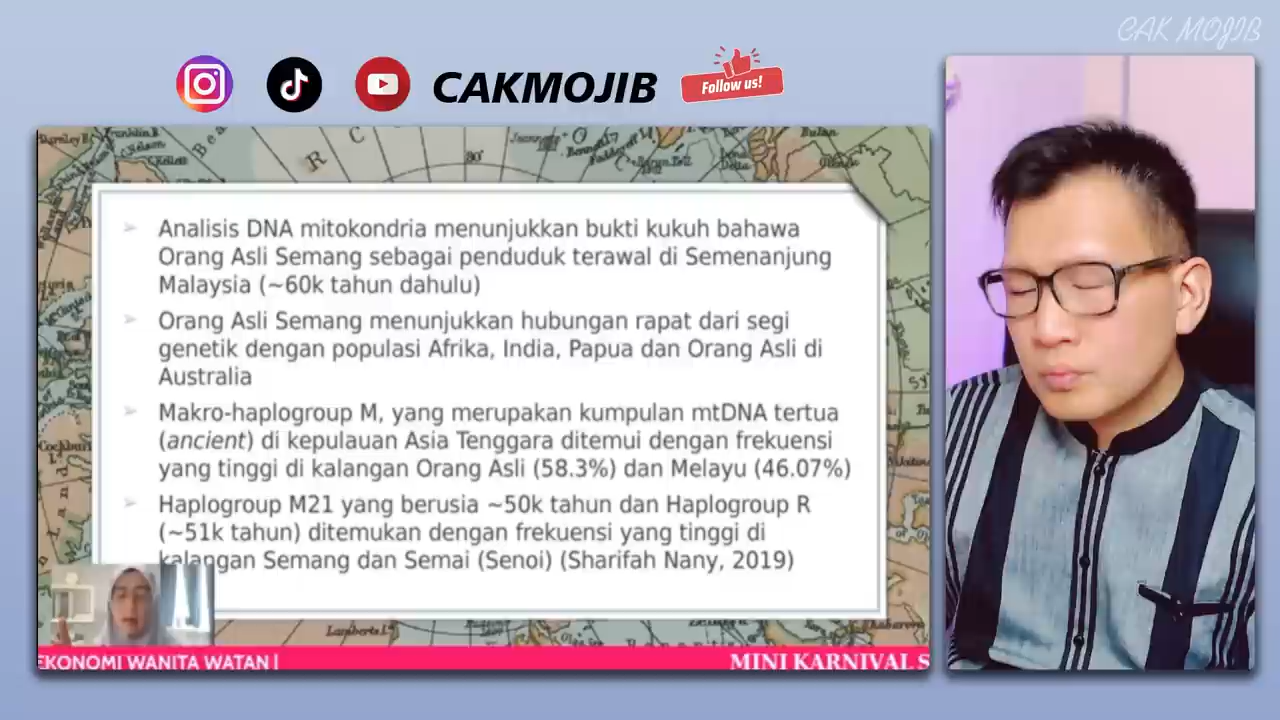 CAK MOJIB
CAKMOJIB
Follow us!
Analisis DNA mitokondria menunjukkan bukti kukuh bahawa
Orang Asli Semang sebagai penduduk terawal di Semenanjung
Malaysia (~60k tahun dahulu)
Orang Asli Semang menunjukkan hubungan rapat dari segi
genetik dengan populasi Afrika, India, Papua dan Orang Asli di
Australia
Makro-haplogroup M, yang merupakan kumpulan mtDNA tertua
(ancient) di kepulauan Asia Tenggara ditemui dengan frekuensi
yang tinggi di kalangan Orang Asli (58.3%) dan Melayu (46.07%)
Haplogroup M21 yang berusia ~50k tahun dan Haplogroup R
(~51k tahun) ditemukan dengan frekuensi yang tinggi di
kalangan Semang dan Semai (Senoi) (Sharifah Nany, 2019)
EKONOMI WANITA WATAN |
MINI KARNIVAL S